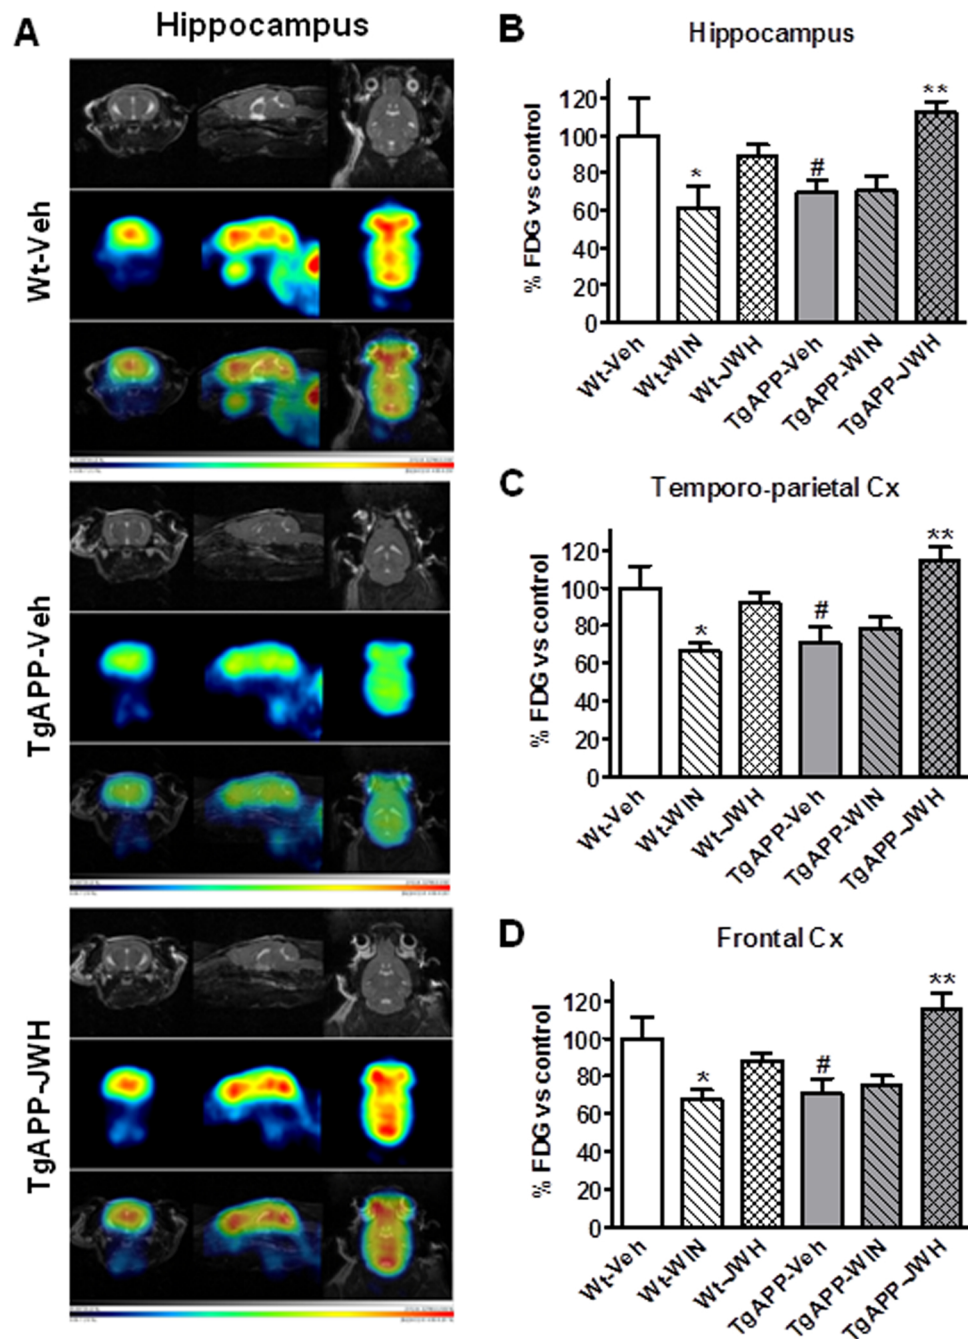 A
Hippocampus
Wt-Veh
TgAPP-Veh
TgAPP-JWH
B
Hippocampus
% FDG vs control
120
100
80
60
40
20
0
*
#
**
Wt-Veh
Wt-WIN
Wt-JWH
TgAPP-Veh
TgAPP-WIN
TgAPP-JWH
C
Temporo-parietal Cx
% FDG vs control
120
100
80
60
40
20
0
*
#
**
Wt-Veh
Wt-WIN
Wt-JWH
TgAPP-Veh
TgAPP-WIN
TgAPP-JWH
D
Frontal Cx
% FDG vs control
120
100
80
60
40
20
0
*
#
**
Wt-Veh
Wt-WIN
Wt-JWH
TgAPP-Veh
TgAPP-WIN
TgAPP-JWH